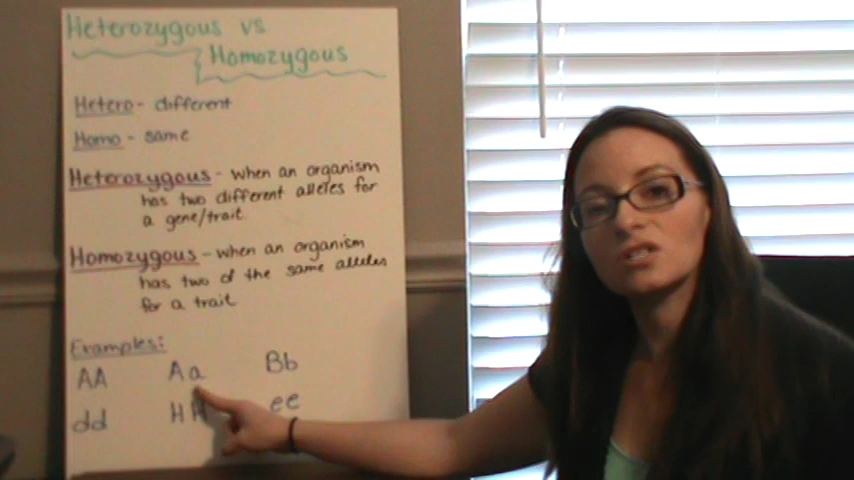 Heterozygous vs.
Homozygous
Hetero - different
Homo - same
Heterozygous - when an organism
has two different alleles for
a gene/trait.
Homozygous - when an organism
has two of the same alleles
for a trait
Examples:
AA Aa Bb
dd HH ee